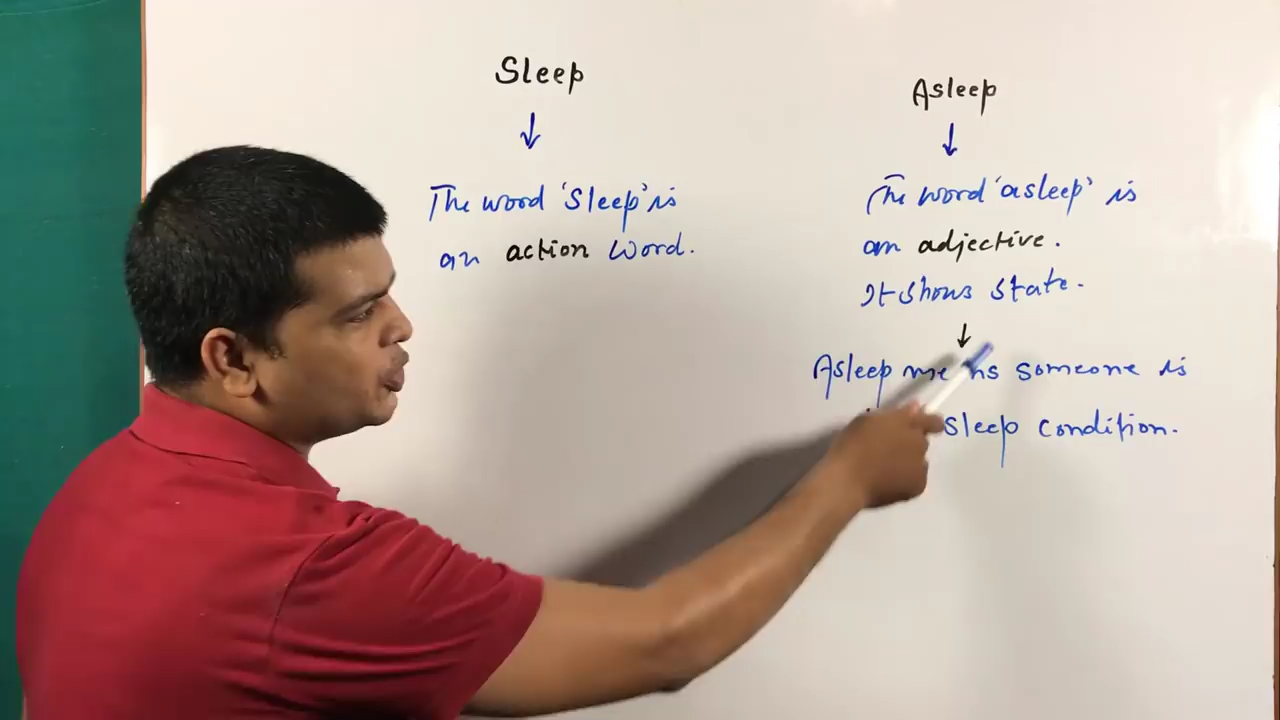 Sleep
↓
The word 'Sleep' is
an action word.
Asleep
↓
The word 'asleep' is
an adjective.
It shows state.
↓
Asleep means someone is
sleep condition.